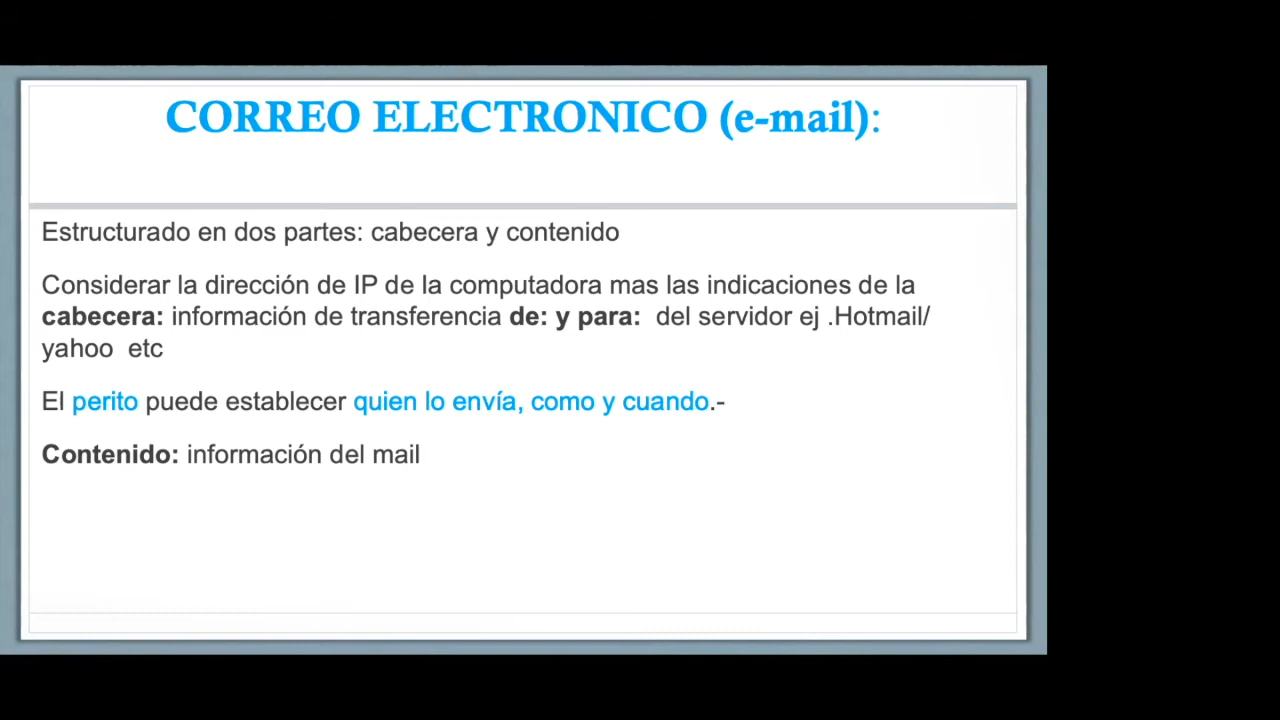 CORREO ELECTRONICO (e-mail):
Estructurado en dos partes: cabecera y contenido
Considerar la dirección de IP de la computadora mas las indicaciones de la
cabecera: información de transferencia de: y para: del servidor ej .Hotmail/
yahoo etc
El perito puede establecer quien lo envía, como y cuando.-
Contenido: información del mail